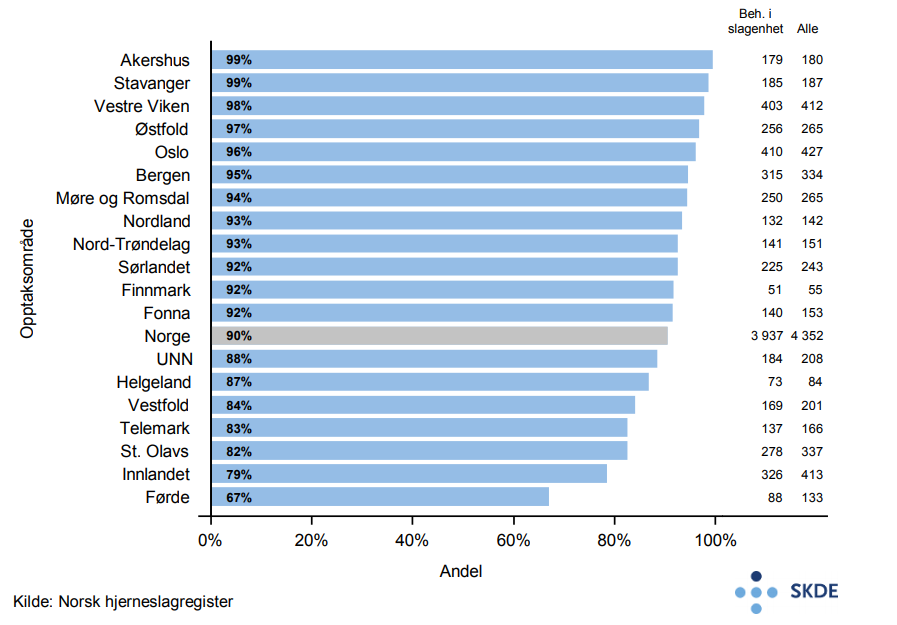 Beh. i
slagenhet Alle
Akershus 99% 179 180
Stavanger 99% 185 187
Vestre Viken 98% 403 412
Østfold 97% 256 265
Oslo 96% 410 427
Bergen 95% 315 334
Møre og Romsdal 94% 250 265
Nordland 93% 132 142
Nord-Trøndelag 93% 141 151
Sørlandet 92% 225 243
Finnmark 92% 51 55
Fonna 92% 140 153
Norge 90% 3 937 4 352
UNN 88% 184 208
Helgeland 87% 73 84
Vestfold 84% 169 201
Telemark 83% 137 166
St. Olavs 82% 278 337
Innlandet 79% 326 413
Førde 67% 88 133
Opptaksområde
0% 20% 40% 60% 80% 100%
Andel
Kilde: Norsk hjerneslagregister
SKDE